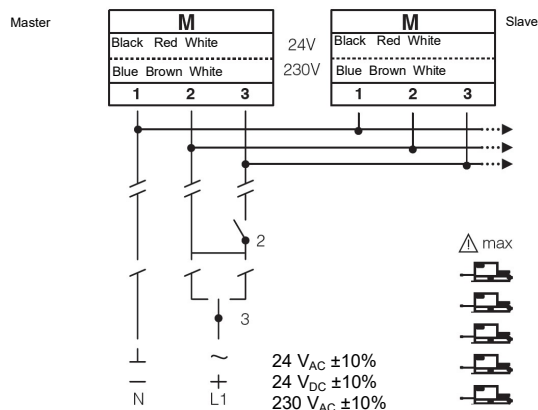 Master
M
M
Slave
Black Red White
24V
Black Red White
Blue Brown White
230V
Blue Brown White
1 2 3
1 2 3
2
max
3
⊥ ~ 24 VAC ±10%
— + 24 VDC ±10%
N L1 230 VAC ±10%